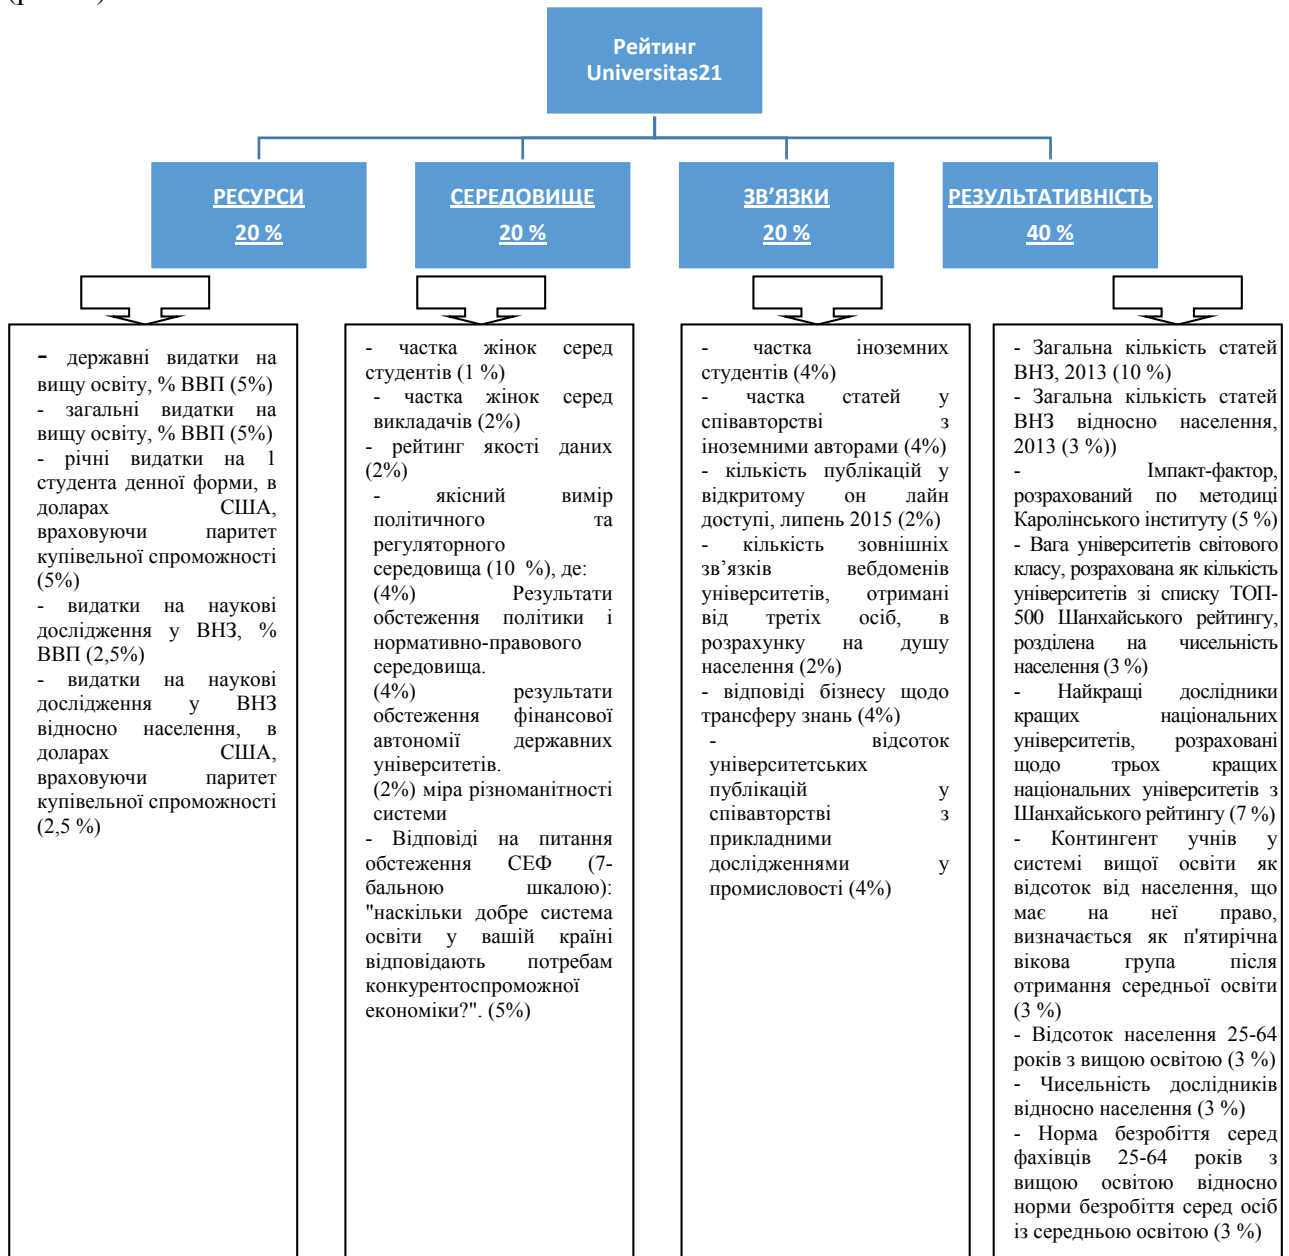 Рейтинг
Universitas21
РЕСУРСИ
20 %
СЕРЕДОВИЩЕ
20 %
ЗВ’ЯЗКИ
20 %
РЕЗУЛЬТАТИВНІСТЬ
40 %
- державні видатки на
вищу освіту, % ВВП (5%)
- загальні видатки на
вищу освіту, % ВВП (5%)
- річні видатки на 1
студента денної форми, в
доларах США,
враховуючи паритет
купівельної спроможності
(5%)
- видатки на наукові
дослідження у ВНЗ, %
ВВП (2,5%)
- видатки на наукові
дослідження у ВНЗ
відносно населення, в
доларах США,
враховуючи паритет
купівельної спроможності
(2,5 %)
- частка жінок серед
студентів (1 %)
- частка жінок серед
викладачів (2%)
- рейтинг якості даних
(2%)
- якісний вимір
політичного та
регуляторного
середовища (10 %), де:
(4%) Результати
обстеження політики і
нормативно-правового
середовища.
(4%) результати
обстеження фінансової
автономії державних
університетів.
(2%) міра різноманітності
системи
- Відповіді на питання
обстеження СЕФ (7-
бальною шкалою):
"наскільки добре система
освіти у вашій країні
відповідають потребам
конкурентоспроможної
економіки?". (5%)
- частка іноземних
студентів (4%)
- частка статей у
співавторстві з
іноземними авторами (4%)
- кількість публікацій у
відкритому он лайн
доступі, липень 2015 (2%)
- кількість зовнішніх
зв’язків вебдоменів
університетів, отримані
від третіх осіб, в
розрахунку на душу
населення (2%)
- відповіді бізнесу щодо
трансферу знань (4%)
- відсоток
університетських
публікацій у
співавторстві з
прикладними
дослідженнями у
промисловості (4%)
- Загальна кількість статей
ВНЗ, 2013 (10 %)
- Загальна кількість статей
ВНЗ відносно населення,
2013 (3 %))
- Імпакт-фактор,
розрахований по методиці
Каролінського інституту (5 %)
- Вага університетів світового
класу, розрахована як кількість
університетів зі списку ТОП-
500 Шанхайського рейтингу,
розділена на чисельність
населення (3 %)
- Найкращі дослідники
кращих національних
університетів, розраховані
щодо трьох кращих
національних університетів з
Шанхайського рейтингу (7 %)
- Контингент учнів у
системі вищої освіти як
відсоток від населення, що
має на неї право,
визначається як п'ятирічна
вікова група після
отримання середньої освіти
(3 %)
- Відсоток населення 25-64
років з вищою освітою (3 %)
- Чисельність дослідників
відносно населення (3 %)
- Норма безробіття серед
фахівців 25-64 років з
вищою освітою відносно
норми безробіття серед осіб
із середньою освітою (3 %)